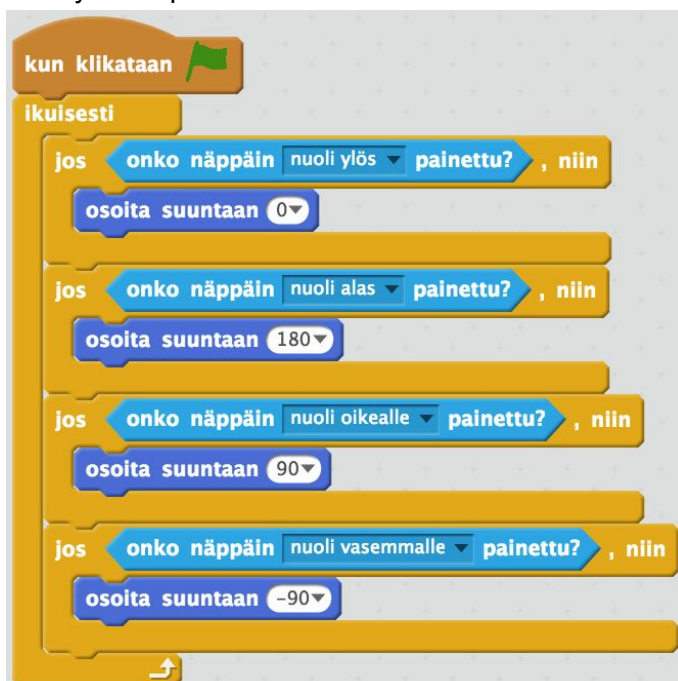 kun klikataan
ikuisesti
jos onko näppäin nuoli ylös painettu? , niin
osoita suuntaan 0
jos onko näppäin nuoli alas painettu? , niin
osoita suuntaan 180
jos onko näppäin nuoli oikealle painettu? , niin
osoita suuntaan 90
jos onko näppäin nuoli vasemmalle painettu? , niin
osoita suuntaan -90